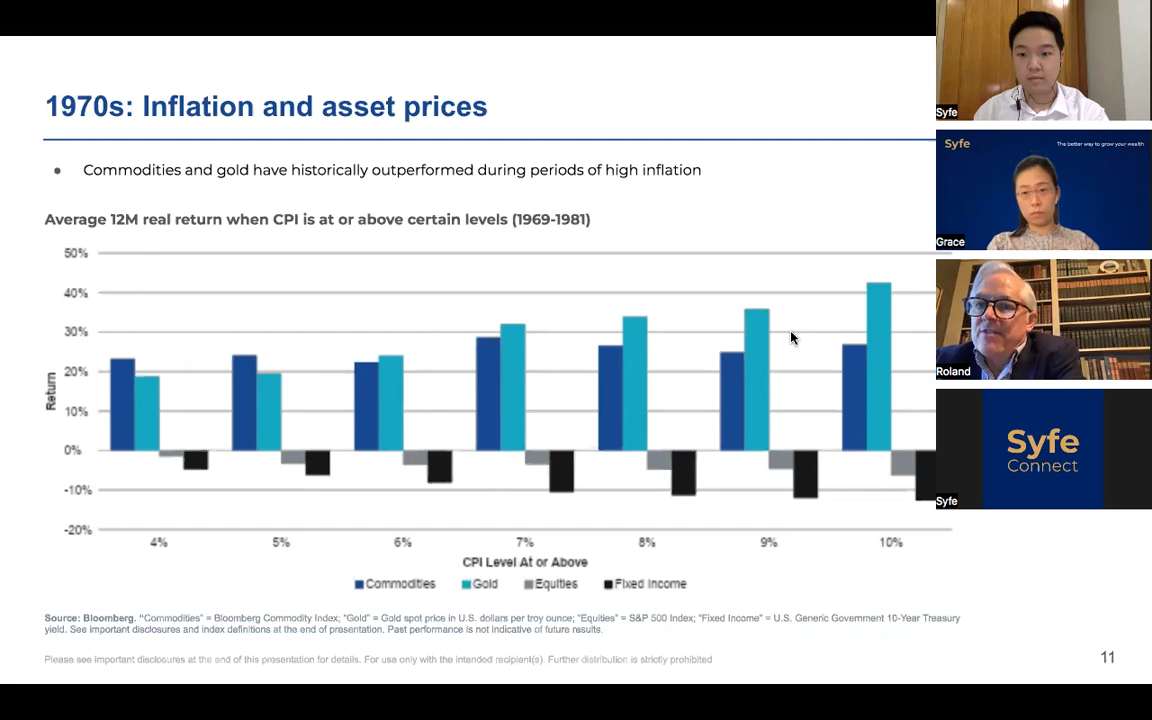 1970s: Inflation and asset prices
● Commodities and gold have historically outperformed during periods of high inflation
Average 12M real return when CPI is at or above certain levels (1969-1981)
50%
40%
30%
20%
10%
0%
-10%
-20%
Return
4% 5% 6% 7% 8% 9% 10%
CPI Level At or Above
Commodities Gold Equities Fixed Income
Source: Bloomberg. "Commodities" = Bloomberg Commodity Index; "Gold" = Gold spot price in U.S. dollars per troy ounce; "Equities" = S&P 500 Index; "Fixed Income" = U.S. Generic Government 10-Year Treasury
yield. See important disclosures and index definitions at the end of presentation. Past performance is not indicative of future results.
Please see important disclosures at the end of this presentation for details. For use only with the intended recipient(s). Further distribution is strictly prohibited
11
Syfe
Syfe
The better way to grow your wealth
Grace
Roland
Syfe
Connect
Syfe